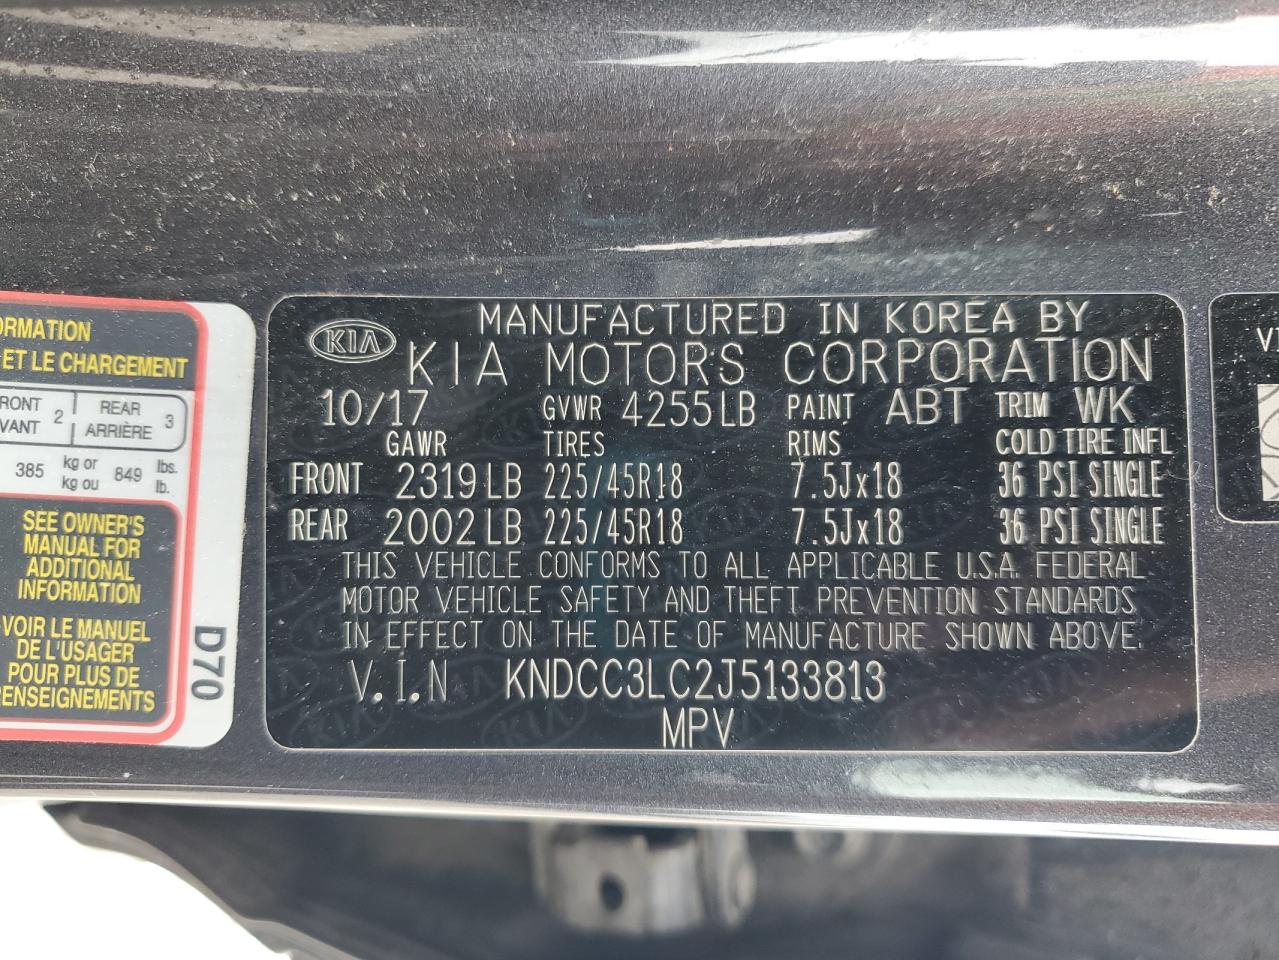 ORMATION
ET LE CHARGEMENT
FRONT 2 REAR 3
VANT ARRIÈRE
385 kg or 849 lbs.
kg ou lb.
SEE OWNER'S
MANUAL FOR
ADDITIONAL
INFORMATION
VOIR LE MANUEL
DE L'USAGER
POUR PLUS DE
RENSEIGNEMENTS
D70
KIA
MANUFACTURED IN KOREA BY
KIA MOTORS CORPORATION
10/17 GVWR 4255LB PAINT ABT TRIM WK
GAWR TIRES RIMS COLD TIRE INFL
FRONT 2319LB 225/45R18 7.5Jx18 36 PSI SINGLE
REAR 2002LB 225/45R18 7.5Jx18 36 PSI SINGLE
THIS VEHICLE CONFORMS TO ALL APPLICABLE U.S.A. FEDERAL
MOTOR VEHICLE SAFETY AND THEFT PREVENTION STANDARDS
IN EFFECT ON THE DATE OF MANUFACTURE SHOWN ABOVE.
V.I.N KNDCC3LC2J5133813
MPV